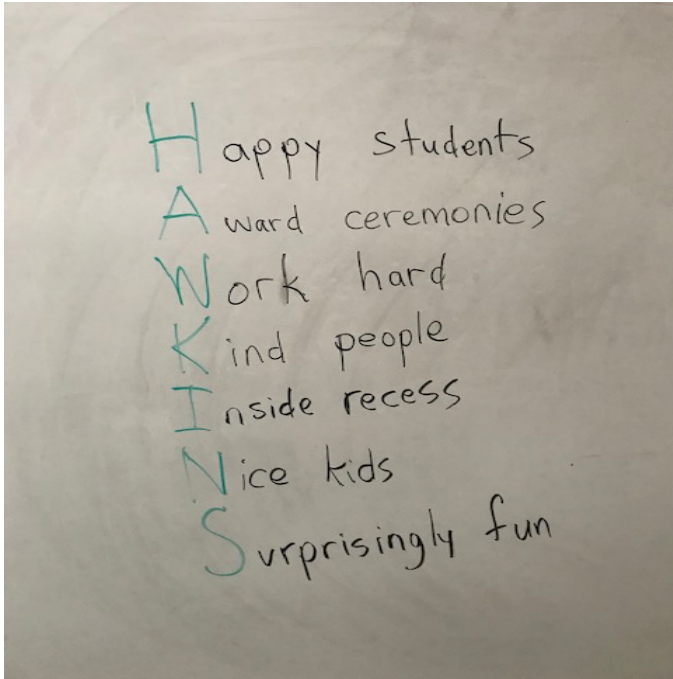 Happy students
Award ceremonies
Work hard
Kind people
Inside recess
Nice kids
Surprisingly fun